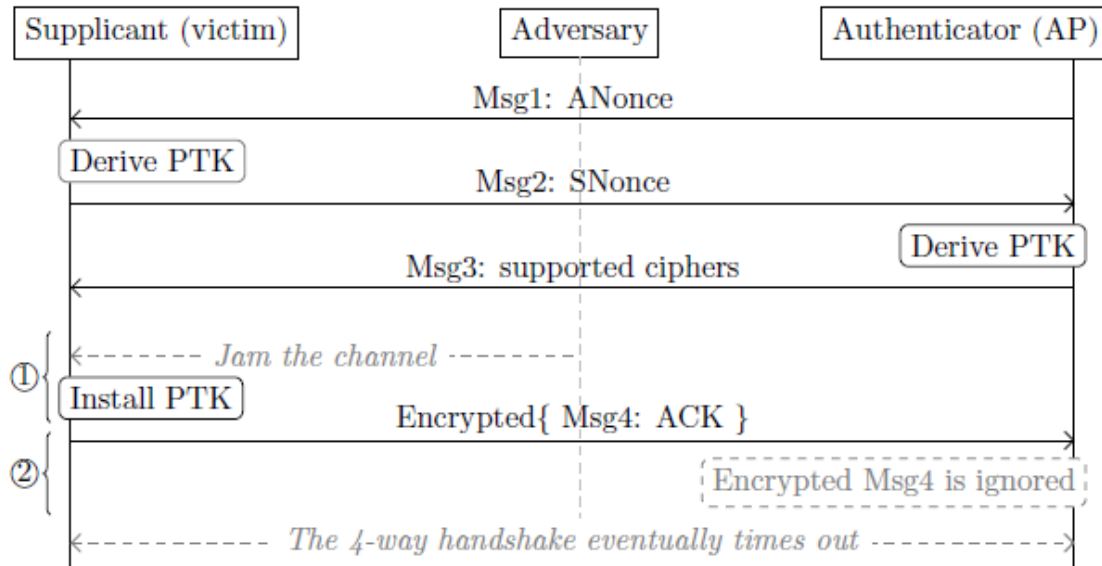 Supplicant (victim)
Adversary
Authenticator (AP)
Msg1: ANonce
Derive PTK
Msg2: SNonce
Derive PTK
Msg3: supported ciphers
Jam the channel
①
Install PTK
Encrypted{ Msg4: ACK }
②
Encrypted Msg4 is ignored
The 4-way handshake eventually times out